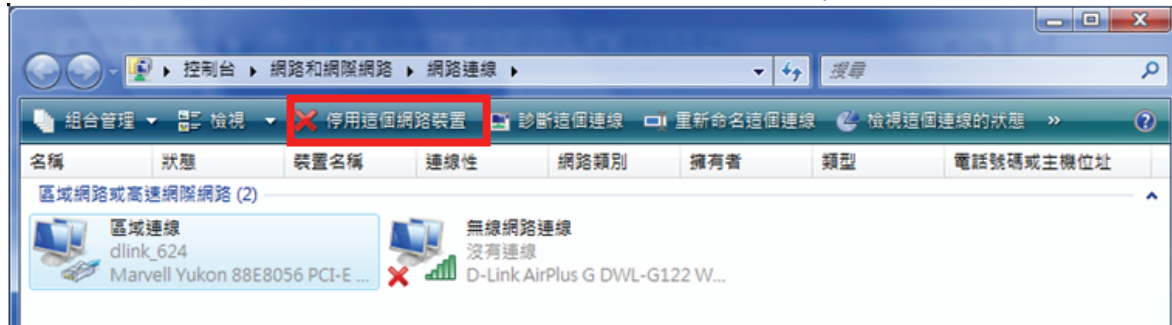 控制台 ▸ 網路和網際網路 ▸ 網路連線 ▸ 搜尋
組合管理 檢視 停用這個網路裝置 診斷這個連線 重新命名這個連線 檢視這個連線的狀態 »
名稱 狀態 裝置名稱 連線性 網路類別 擁有者 類型 電話號碼或主機位址
區域網路或高速網際網路 (2)
區域連線
dlink_624
Marvell Yukon 88E8056 PCI-E ...
無線網路連線
沒有連線
D-Link AirPlus G DWL-G122 W...